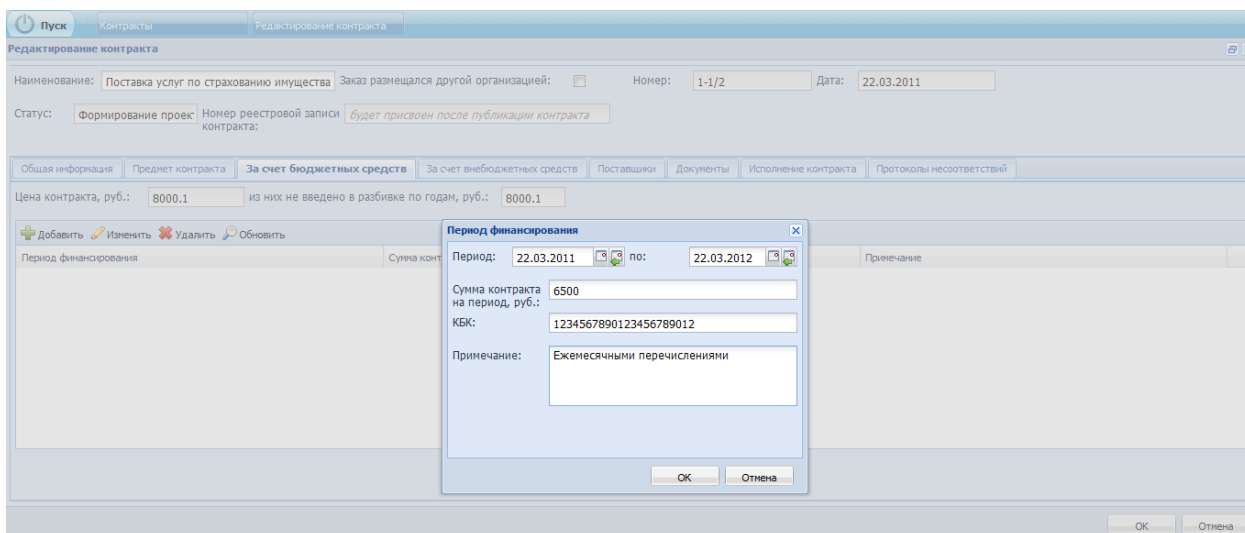 Пуск Контракты Редактирование контракта
Редактирование контракта
Наименование: Поставка услуг по страхованию имущества Заказ размещался другой организацией: Номер: 1-1/2 Дата: 22.03.2011
Статус: Формирование проек Номер реестровой записи контракта: будет присвоен после публикации контракта
Общая информация Предмет контракта За счет бюджетных средств За счет внебюджетных средств Поставщики Документы Исполнение контракта Протоколы несоответствий
Цена контракта, руб.: 8000.1 из них не введено в разбивке по годам, руб.: 8000.1
Добавить Изменить Удалить Обновить
Период финансирования Сумма конт Примечание
Период финансирования
Период: 22.03.2011 по: 22.03.2012
Сумма контракта на период, руб.: 6500
КБК: 1234567890123456789012
Примечание: Ежемесячными перечислениями
OK Отмена
OK Отмена